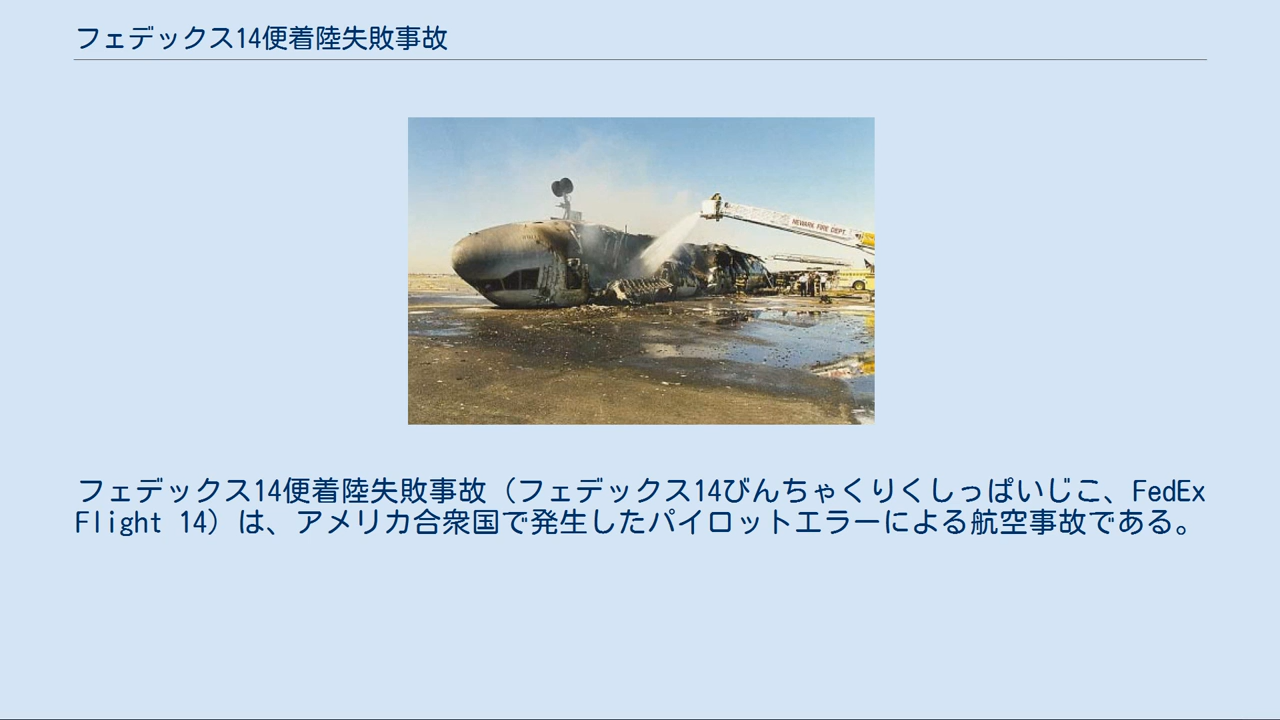 フェデックス14便着陸失敗事故
NEWARK FIRE DEPT.
フェデックス14便着陸失敗事故（フェデックス14びんちゃくりくしっぱいじこ、FedEx
Flight 14）は、アメリカ合衆国で発生したパイロットエラーによる航空事故である。